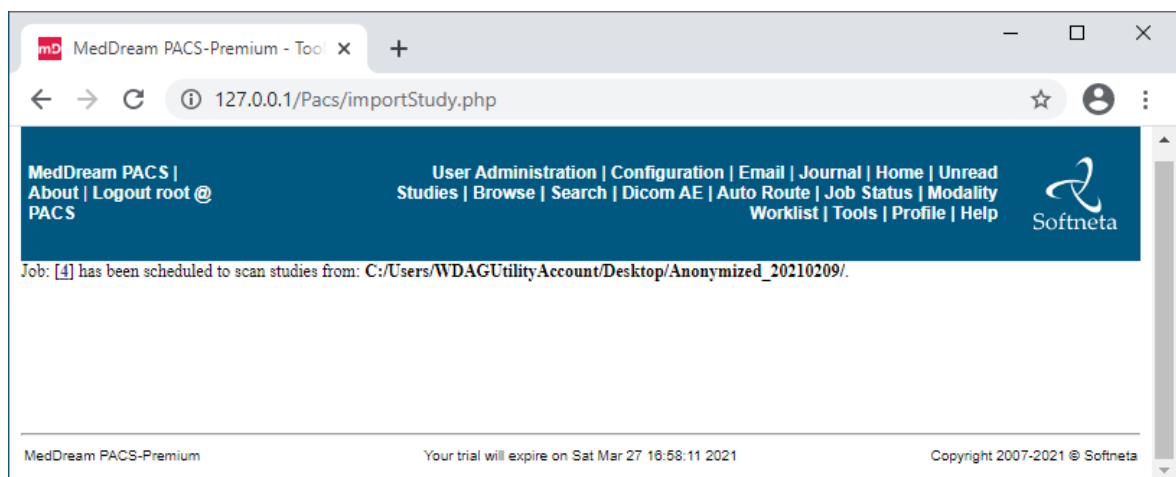 mD MedDream PACS-Premium - Tool
127.0.0.1/Pacs/importStudy.php
MedDream PACS |
About | Logout root @
PACS
User Administration | Configuration | Email | Journal | Home | Unread
Studies | Browse | Search | Dicom AE | Auto Route | Job Status | Modality
Worklist | Tools | Profile | Help
Softneta
Job: [4] has been scheduled to scan studies from: C:/Users/WDAGUtilityAccount/Desktop/Anonymized_20210209/.
MedDream PACS-Premium
Your trial will expire on Sat Mar 27 16:58:11 2021
Copyright 2007-2021 © Softneta